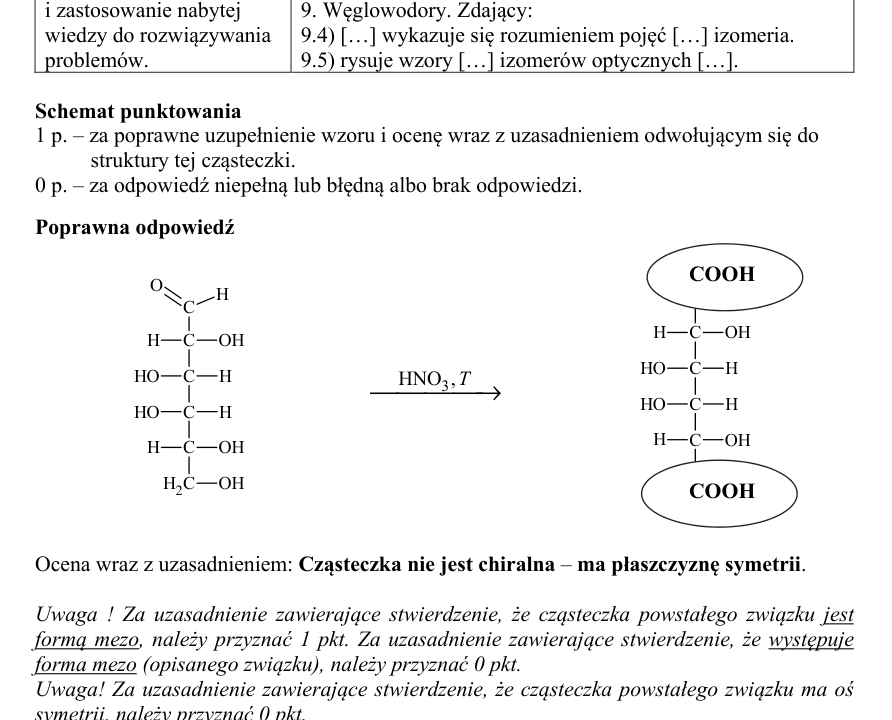 i zastosowanie nabytej
wiedzy do rozwiązywania
problemów.
9. Węglowodory. Zdający:
9.4) […] wykazuje się rozumieniem pojęć […] izomeria.
9.5) rysuje wzory […] izomerów optycznych […].
Schemat punktowania
1 p. – za poprawne uzupełnienie wzoru i ocenę wraz z uzasadnieniem odwołującym się do
struktury tej cząsteczki.
0 p. – za odpowiedź niepełną lub błędną albo brak odpowiedzi.
Poprawna odpowiedź
O
C H
H—C—OH
HO—C—H
HO—C—H
H—C—OH
H₂C—OH
HNO₃, T
COOH
H—C—OH
HO—C—H
HO—C—H
H—C—OH
COOH
Ocena wraz z uzasadnieniem: Cząsteczka nie jest chiralna – ma płaszczyznę symetrii.
Uwaga ! Za uzasadnienie zawierające stwierdzenie, że cząsteczka powstałego związku jest
formą mezo, należy przyznać 1 pkt. Za uzasadnienie zawierające stwierdzenie, że występuje
forma mezo (opisanego związku), należy przyznać 0 pkt.
Uwaga! Za uzasadnienie zawierające stwierdzenie, że cząsteczka powstałego związku ma oś
symetrii, należy przyznać 0 pkt.